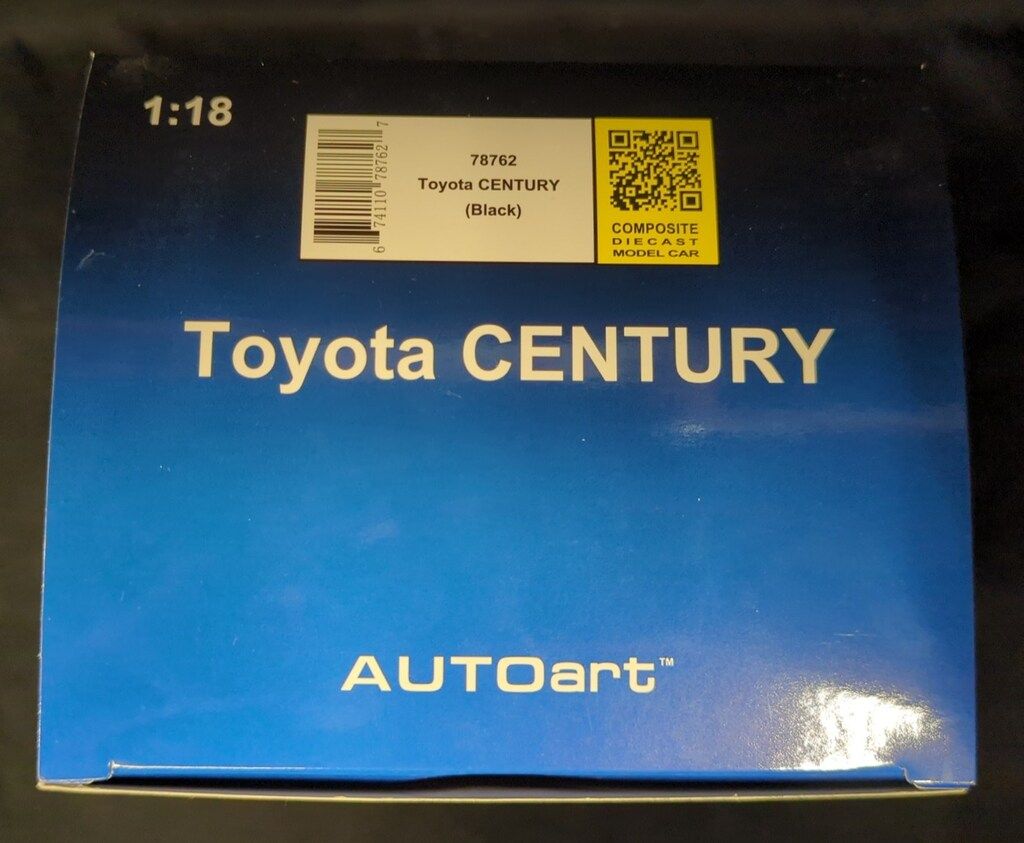 1:18
6 74110 78762 7
78762
Toyota CENTURY
(Black)
COMPOSITE
DIECAST
MODEL CAR
Toyota CENTURY
AUTOart™